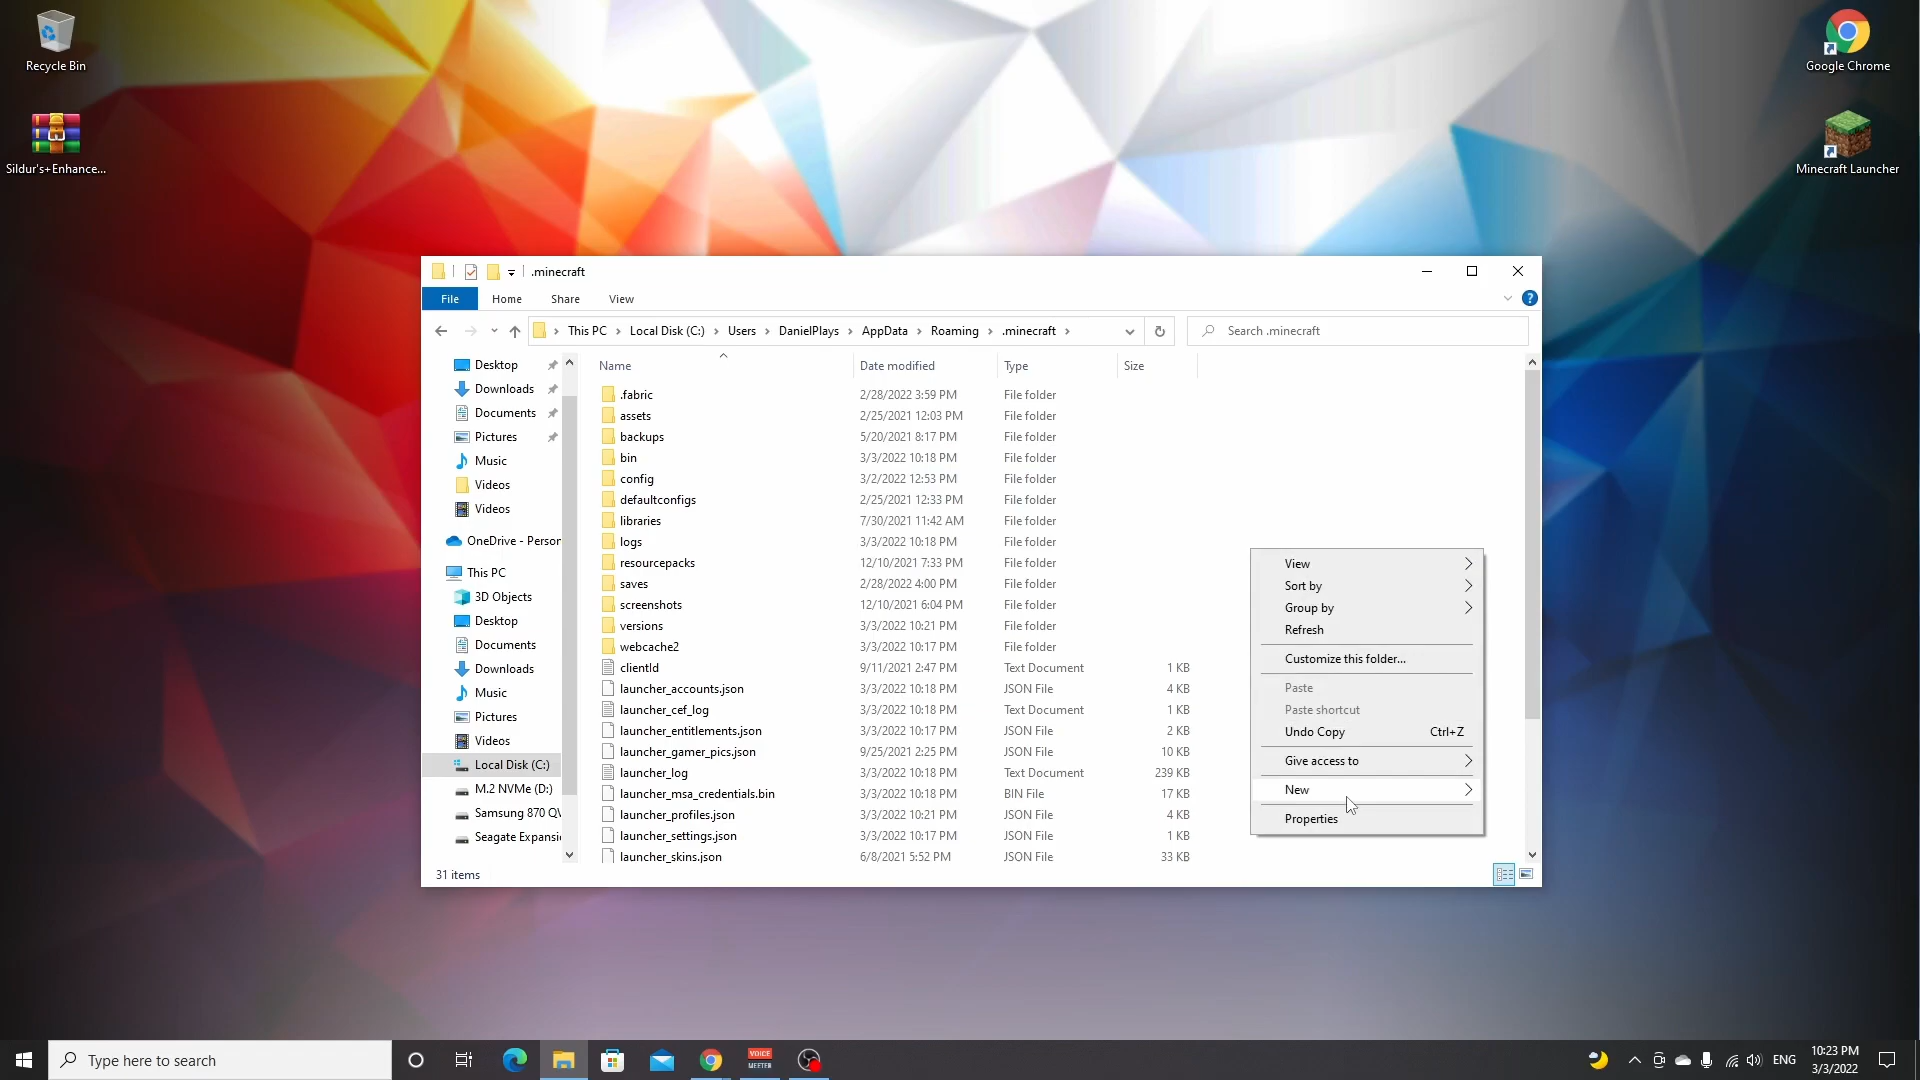 Recycle Bin
Sildur's+Enhance...
Google Chrome
Minecraft Launcher
.minecraft
File Home Share View
This PC Local Disk (C:) Users DanielPlays AppData Roaming .minecraft
Search .minecraft
Desktop
Downloads
Documents
Pictures
Music
Videos
Videos
OneDrive - Person
This PC
3D Objects
Desktop
Documents
Downloads
Music
Pictures
Videos
Local Disk (C:)
M.2 NVMe (D:)
Samsung 870 QV
Seagate Expansi
Name Date modified Type Size
.fabric 2/28/2022 3:59 PM File folder
assets 2/25/2021 12:03 PM File folder
backups 5/20/2021 8:17 PM File folder
bin 3/3/2022 10:18 PM File folder
config 3/2/2022 12:53 PM File folder
defaultconfigs 2/25/2021 12:33 PM File folder
libraries 7/30/2021 11:42 AM File folder
logs 3/3/2022 10:18 PM File folder
resourcepacks 12/10/2021 7:33 PM File folder
saves 2/28/2022 4:00 PM File folder
screenshots 12/10/2021 6:04 PM File folder
versions 3/3/2022 10:21 PM File folder
webcache2 3/3/2022 10:17 PM File folder
clientId 9/11/2021 2:47 PM Text Document 1 KB
launcher_accounts.json 3/3/2022 10:18 PM JSON File 4 KB
launcher_cef_log 3/3/2022 10:18 PM Text Document 1 KB
launcher_entitlements.json 3/3/2022 10:17 PM JSON File 2 KB
launcher_gamer_pics.json 9/25/2021 2:25 PM JSON File 10 KB
launcher_log 3/3/2022 10:18 PM Text Document 239 KB
launcher_msa_credentials.bin 3/3/2022 10:18 PM BIN File 17 KB
launcher_profiles.json 3/3/2022 10:21 PM JSON File 4 KB
launcher_settings.json 3/3/2022 10:17 PM JSON File 1 KB
launcher_skins.json 6/8/2021 5:52 PM JSON File 33 KB
View
Sort by
Group by
Refresh
Customize this folder...
Paste
Paste shortcut
Undo Copy Ctrl+Z
Give access to
New
Properties
31 items
Type here to search
VOICE
MEETER
ENG
10:23 PM
3/3/2022